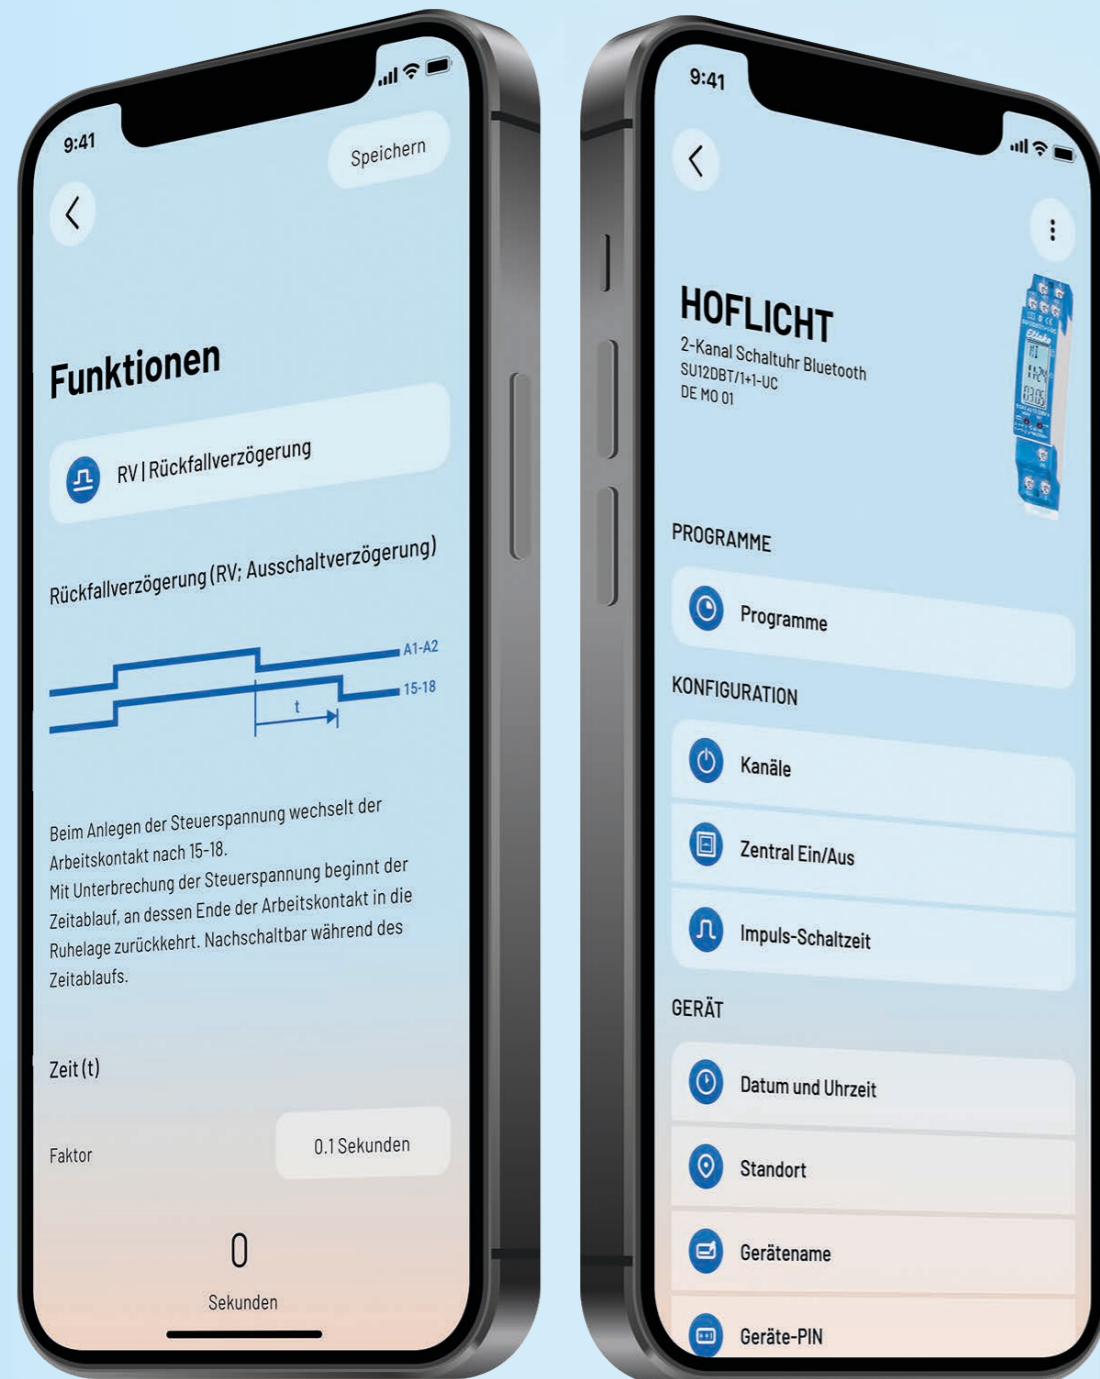 9:41
Speichern
Funktionen
RV | Rückfallverzögerung
Rückfallverzögerung (RV; Ausschaltverzögerung)
A1-A2
15-18
t
Beim Anlegen der Steuerspannung wechselt der
Arbeitskontakt nach 15-18.
Mit Unterbrechung der Steuerspannung beginnt der
Zeitablauf, an dessen Ende der Arbeitskontakt in die
Ruhelage zurückkehrt. Nachschaltbar während des
Zeitablaufs.
Zeit (t)
Faktor
0.1 Sekunden
0
Sekunden
9:41
HOFLICHT
2-Kanal Schaltuhr Bluetooth
SU12DBT/1+1-UC
DE MO 01
Eltako
PROGRAMME
Programme
KONFIGURATION
Kanäle
Zentral Ein/Aus
Impuls-Schaltzeit
GERÄT
Datum und Uhrzeit
Standort
Gerätename
Geräte-PIN